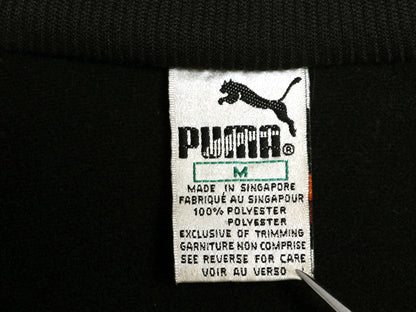 PUMA®
M
MADE IN SINGAPORE
FABRIQUÉ AU SINGAPOUR
100% POLYESTER
POLYESTER
EXCLUSIVE OF TRIMMING
GARNITURE NON COMPRISE
SEE REVERSE FOR CARE
VOIR AU VERSO